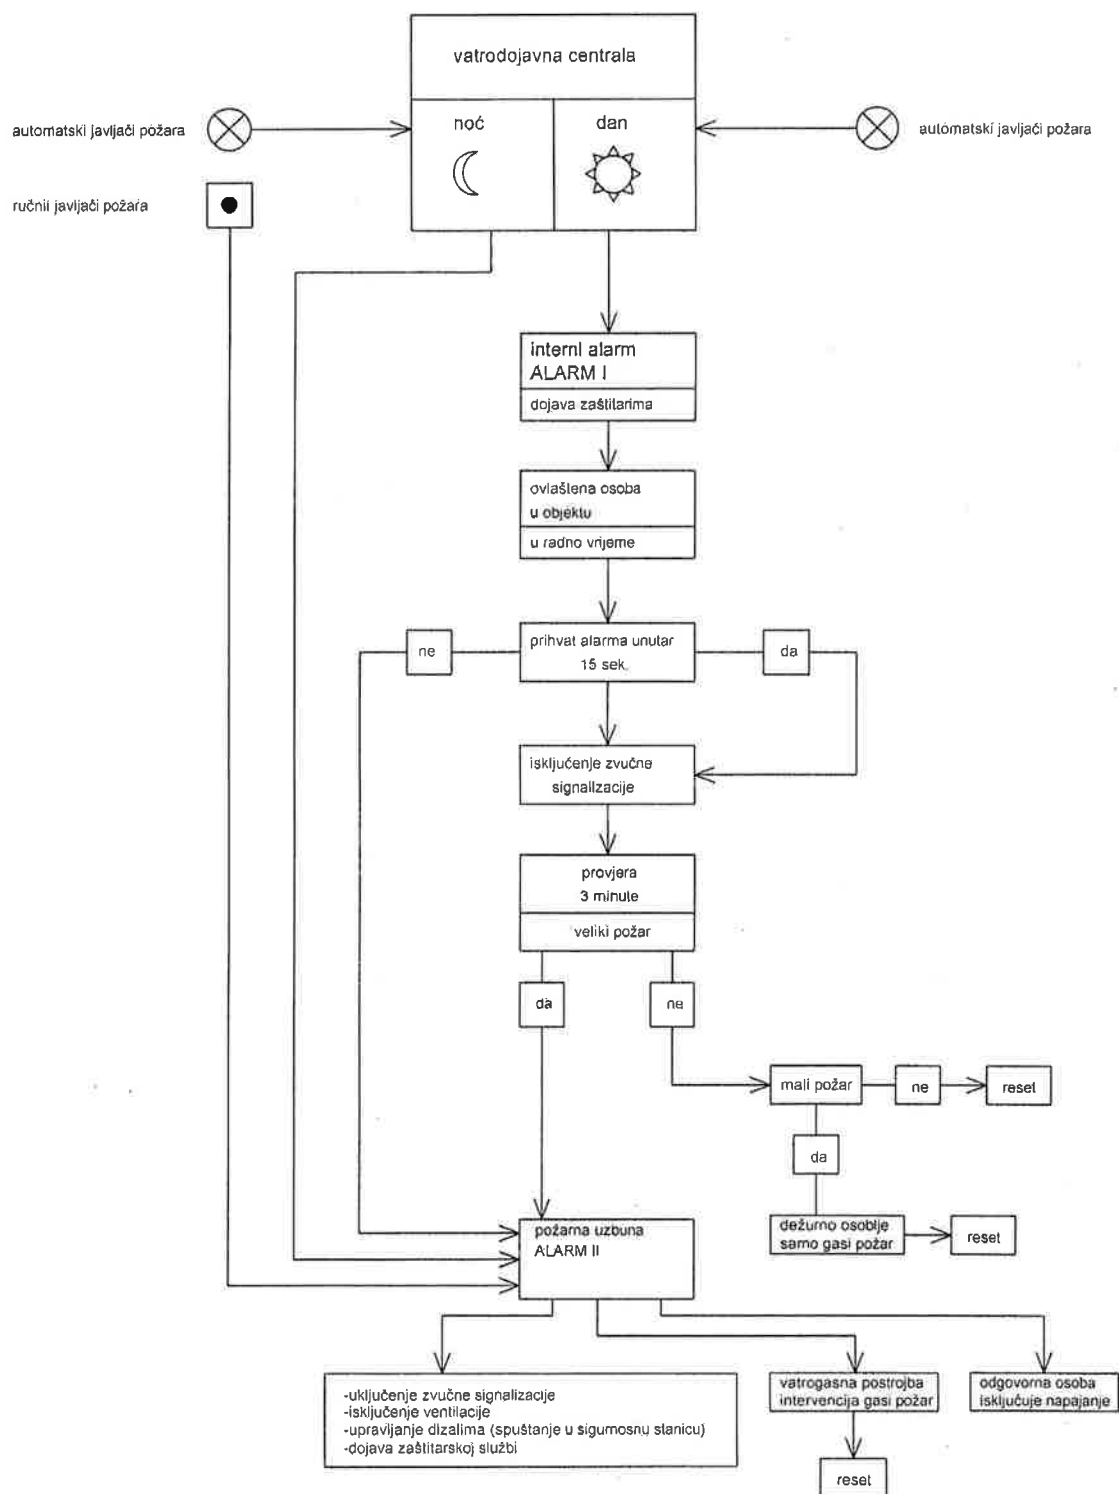 vatrodojavna centrala
noć
dan
automatski javljači požara
automatski javljači požara
ručnii javljači požara
interni alarm
ALARM I
dojava zaštitarima
ovlaštena osoba
u objektu
u radno vrijeme
ne
prihvat alarma unutar
15 sek.
da
isključenje zvučne
signalizacije
provjera
3 minute
veliki požar
da
ne
mali požar
ne
reset
da
dežurno osoblje
samo gasi požar
reset
požarna uzbuna
ALARM II
-uključenje zvučne signalizacije
-isključenje ventilacije
-upravljanje dizalima (spuštanje u sigurnosnu stanicu)
-dojava zaštitarskoj službi
vatrogasna postrojba
intervencija gasi požar
odgovorna osoba
isključuje napajanje
reset